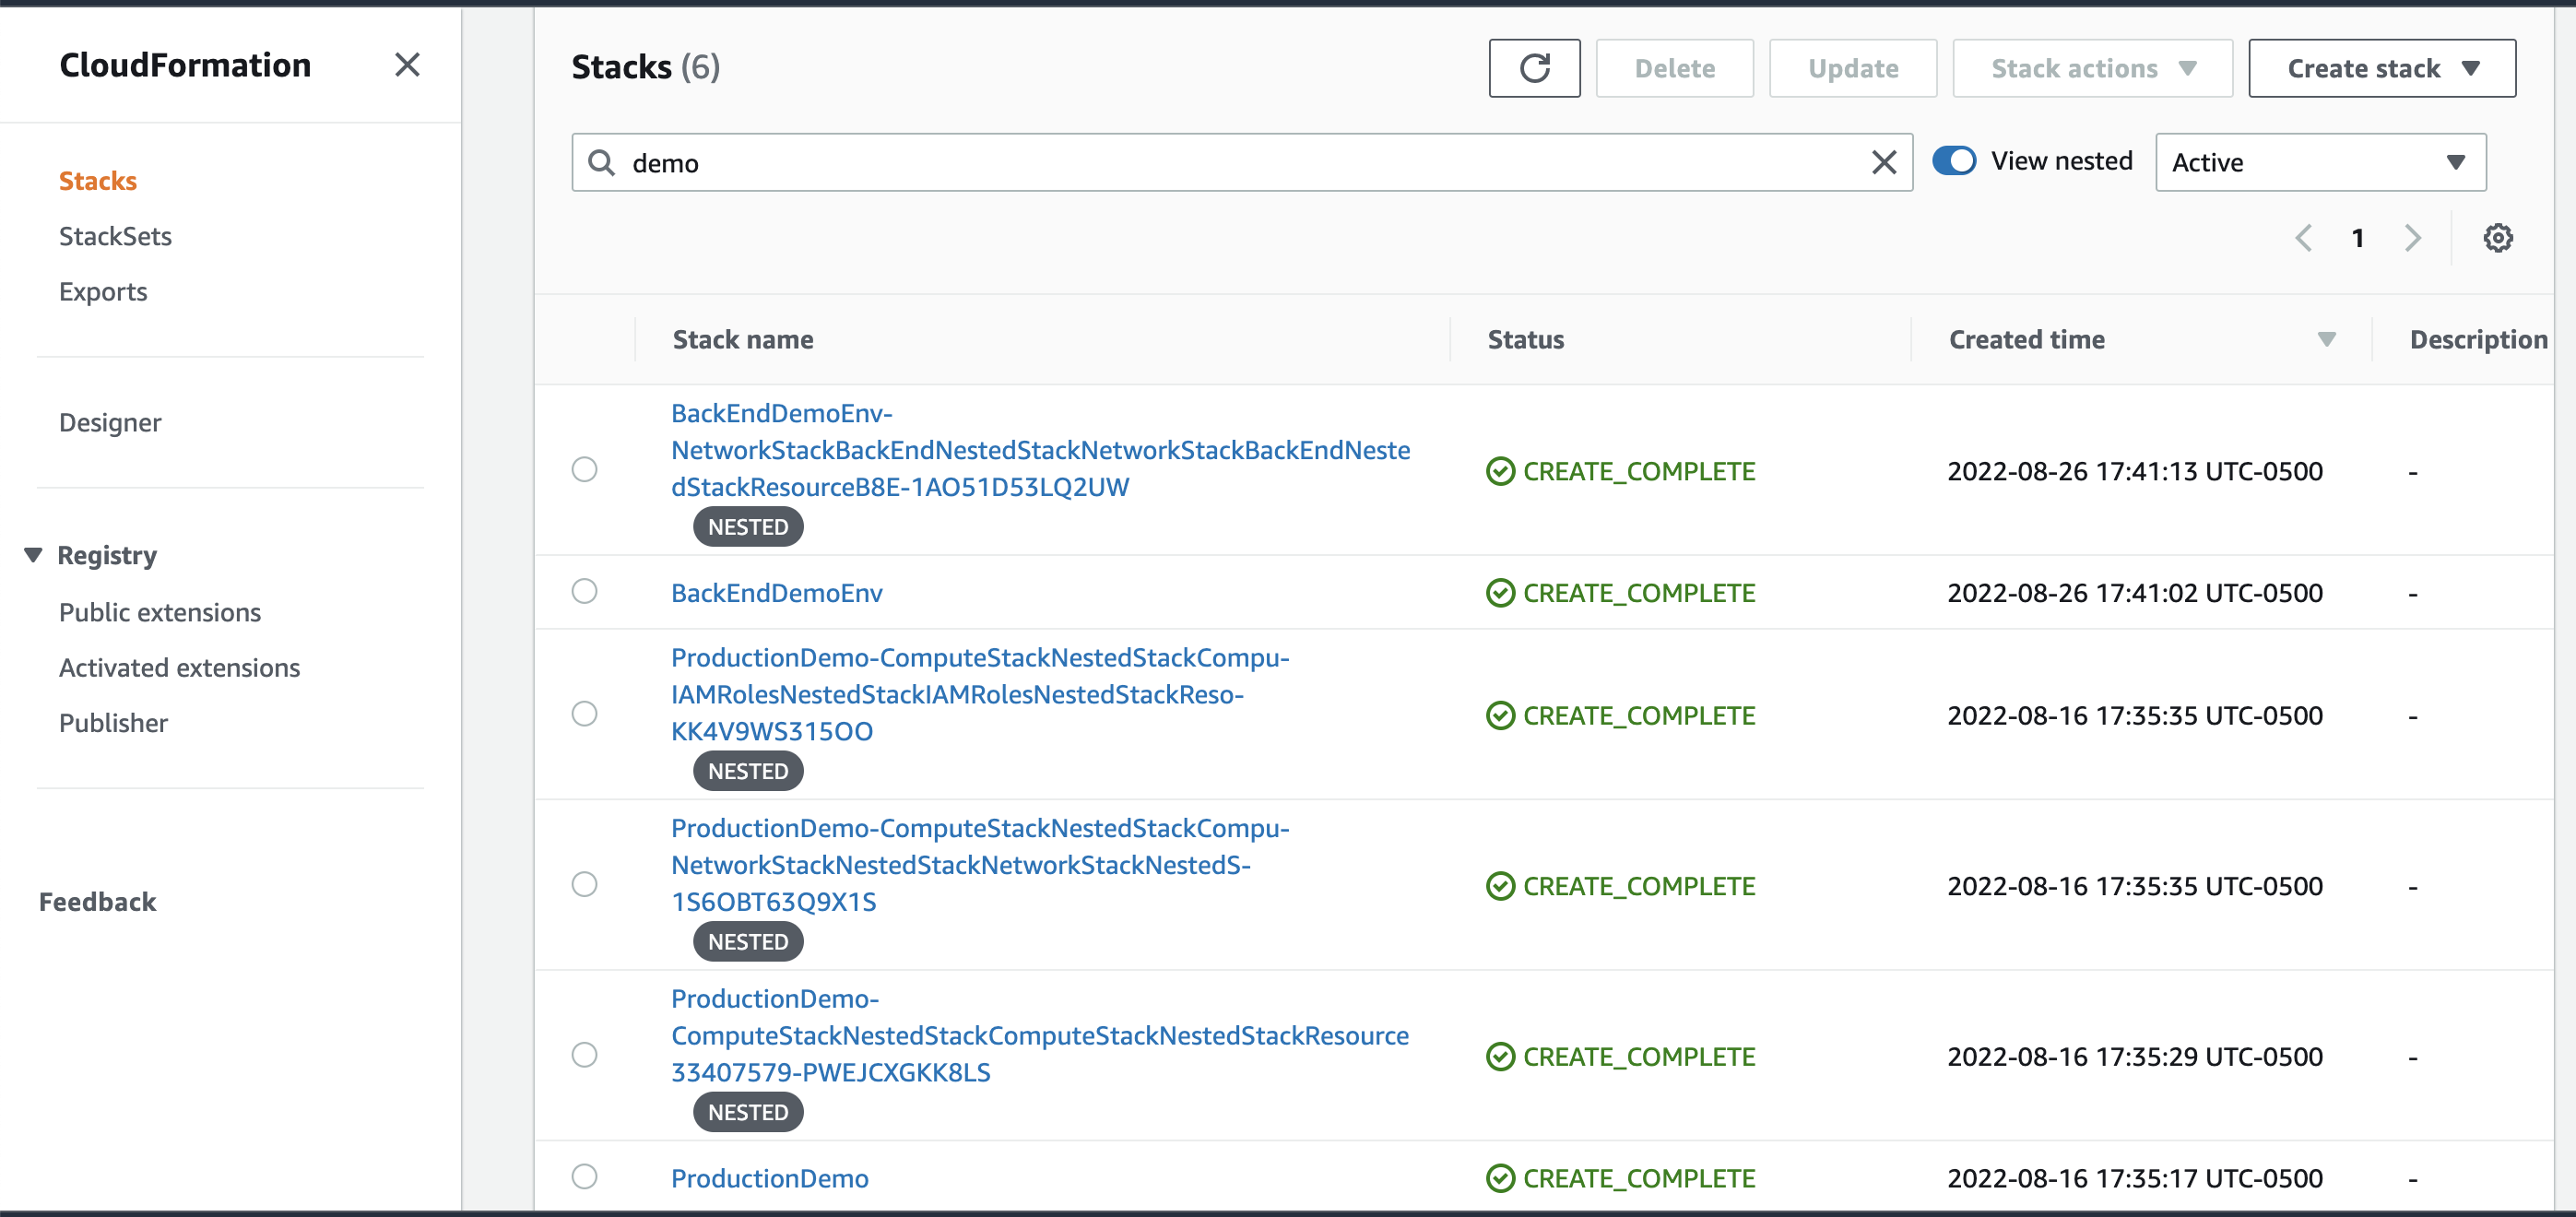 CloudFormation
Stacks
StackSets
Exports
Designer
Registry
Public extensions
Activated extensions
Publisher
Feedback
Stacks (6)
Delete
Update
Stack actions
Create stack
demo
View nested
Active
1
Stack name
Status
Created time
Description
BackEndDemoEnv-
NetworkStackBackEndNestedStackNetworkStackBackEndNeste
dStackResourceB8E-1AO51D53LQ2UW
NESTED
CREATE_COMPLETE
2022-08-26 17:41:13 UTC-0500
-
BackEndDemoEnv
CREATE_COMPLETE
2022-08-26 17:41:02 UTC-0500
-
ProductionDemo-ComputeStackNestedStackCompu-
IAMRolesNestedStackIAMRolesNestedStackReso-
KK4V9WS315OO
NESTED
CREATE_COMPLETE
2022-08-16 17:35:35 UTC-0500
-
ProductionDemo-ComputeStackNestedStackCompu-
NetworkStackNestedStackNetworkStackNestedS-
1S6OBT63Q9X1S
NESTED
CREATE_COMPLETE
2022-08-16 17:35:35 UTC-0500
-
ProductionDemo-
ComputeStackNestedStackComputeStackNestedStackResource
33407579-PWEJCXGKK8LS
NESTED
CREATE_COMPLETE
2022-08-16 17:35:29 UTC-0500
-
ProductionDemo
CREATE_COMPLETE
2022-08-16 17:35:17 UTC-0500
-